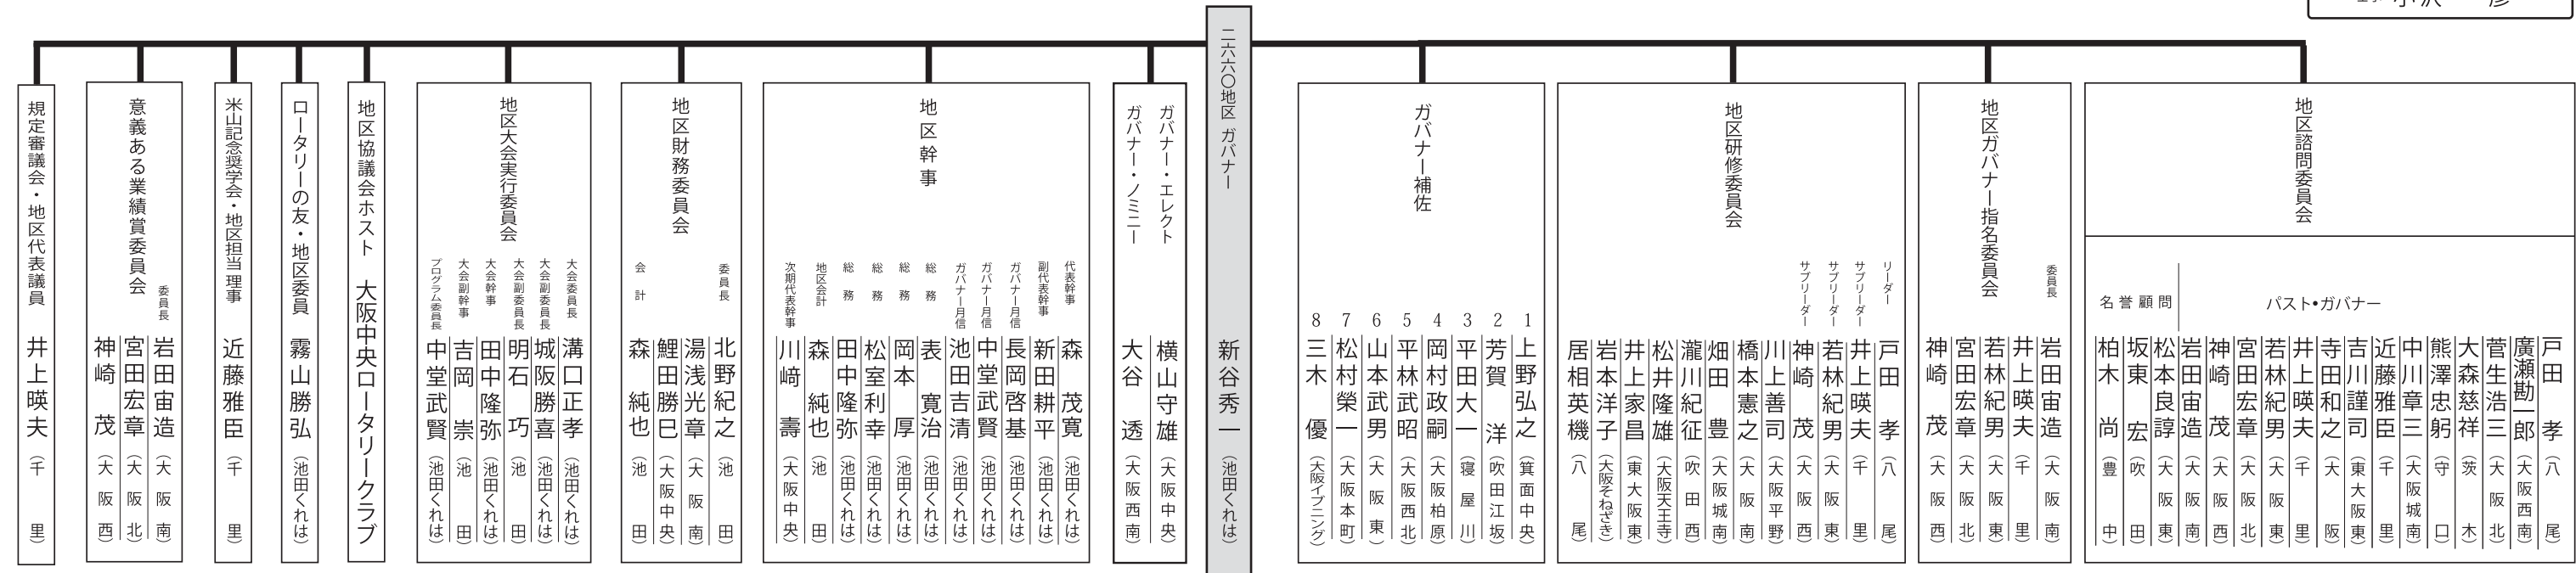 小沢 彦
地区諮問委員会
パスト•ガバナー
戸田 孝 （八尾）
廣瀬勘一郎 （大阪西南）
菅生浩三 （大阪北）
大森慈祥 （茨木）
熊澤忠躬 （守口）
中川章三 （大阪城南）
近藤雅臣 （千里）
吉川謹司 （東大阪東）
寺田和之 （大阪）
井上暎夫 （千里）
若林紀男 （大阪東）
宮田宏章 （大阪北）
神崎 茂 （大阪西）
岩田宙造 （大阪南）
松本良諄 （大阪東）
名誉顧問
坂東 宏 （吹田）
柏木 尚 （豊中）
地区ガバナー指名委員会
委員長 岩田宙造 （大阪南）
井上暎夫 （千里）
若林紀男 （大阪東）
宮田宏章 （大阪北）
神崎 茂 （大阪西）
地区研修委員会
リーダー 戸田 孝 （八尾）
サブリーダー 井上暎夫 （千里）
サブリーダー 若林紀男 （大阪東）
サブリーダー 神崎 茂 （大阪西）
川上善司 （大阪平野）
橋本憲之 （大阪南）
畑田 豊 （大阪城南）
瀧川紀征 （吹田西）
松井隆雄 （大阪天王寺）
井上家昌 （東大阪東）
岩本洋子 （大阪そねざき）
居相英機 （八尾）
ガバナー補佐
1 上野弘之 （箕面中央）
2 芳賀 洋 （吹田江坂）
3 平田大一 （寝屋川）
4 岡村政嗣 （大阪柏原）
5 平林武昭 （大阪西北）
6 山本武男 （大阪東）
7 松村榮一 （大阪本町）
8 三木 優 （大阪イブニング）
二六六〇地区 ガバナー 新谷秀一 （池田くれは）
ガバナー・エレクト 横山守雄 （大阪中央）
ガバナー・ノミニー 大谷 透 （大阪西南）
地区幹事
代表幹事 森 茂寛 （池田くれは）
副代表幹事 新田耕平 （池田くれは）
ガバナー月信 長岡啓基 （池田くれは）
ガバナー月信 中堂武賢 （池田くれは）
ガバナー月信 池田吉清 （池田くれは）
総務 表 寛治 （池田くれは）
総務 岡本 厚 （池田くれは）
総務 松室利幸 （池田くれは）
総務 田中隆弥 （池田くれは）
地区会計 森 純也 （池田）
次期代表幹事 川﨑 壽 （大阪中央）
地区財務委員会
委員長 北野紀之 （池田）
湯浅光章 （大阪南）
鯉田勝巳 （大阪中央）
会計 森 純也 （池田）
地区大会実行委員会
大会委員長 溝口正孝 （池田くれは）
大会副委員長 城阪勝喜 （池田くれは）
大会副委員長 明石 巧 （池田）
大会幹事 田中隆弥 （池田くれは）
大会副幹事 吉岡 崇 （池田）
プログラム委員長 中堂武賢 （池田くれは）
地区協議会ホスト 大阪中央ロータリークラブ
ロータリーの友・地区委員 霧山勝弘 （池田くれは）
米山記念奨学会・地区担当理事 近藤雅臣 （千里）
意義ある業績賞委員会
委員長 岩田宙造 （大阪南）
宮田宏章 （大阪北）
神崎 茂 （大阪西）
規定審議会・地区代表議員 井上暎夫 （千里）